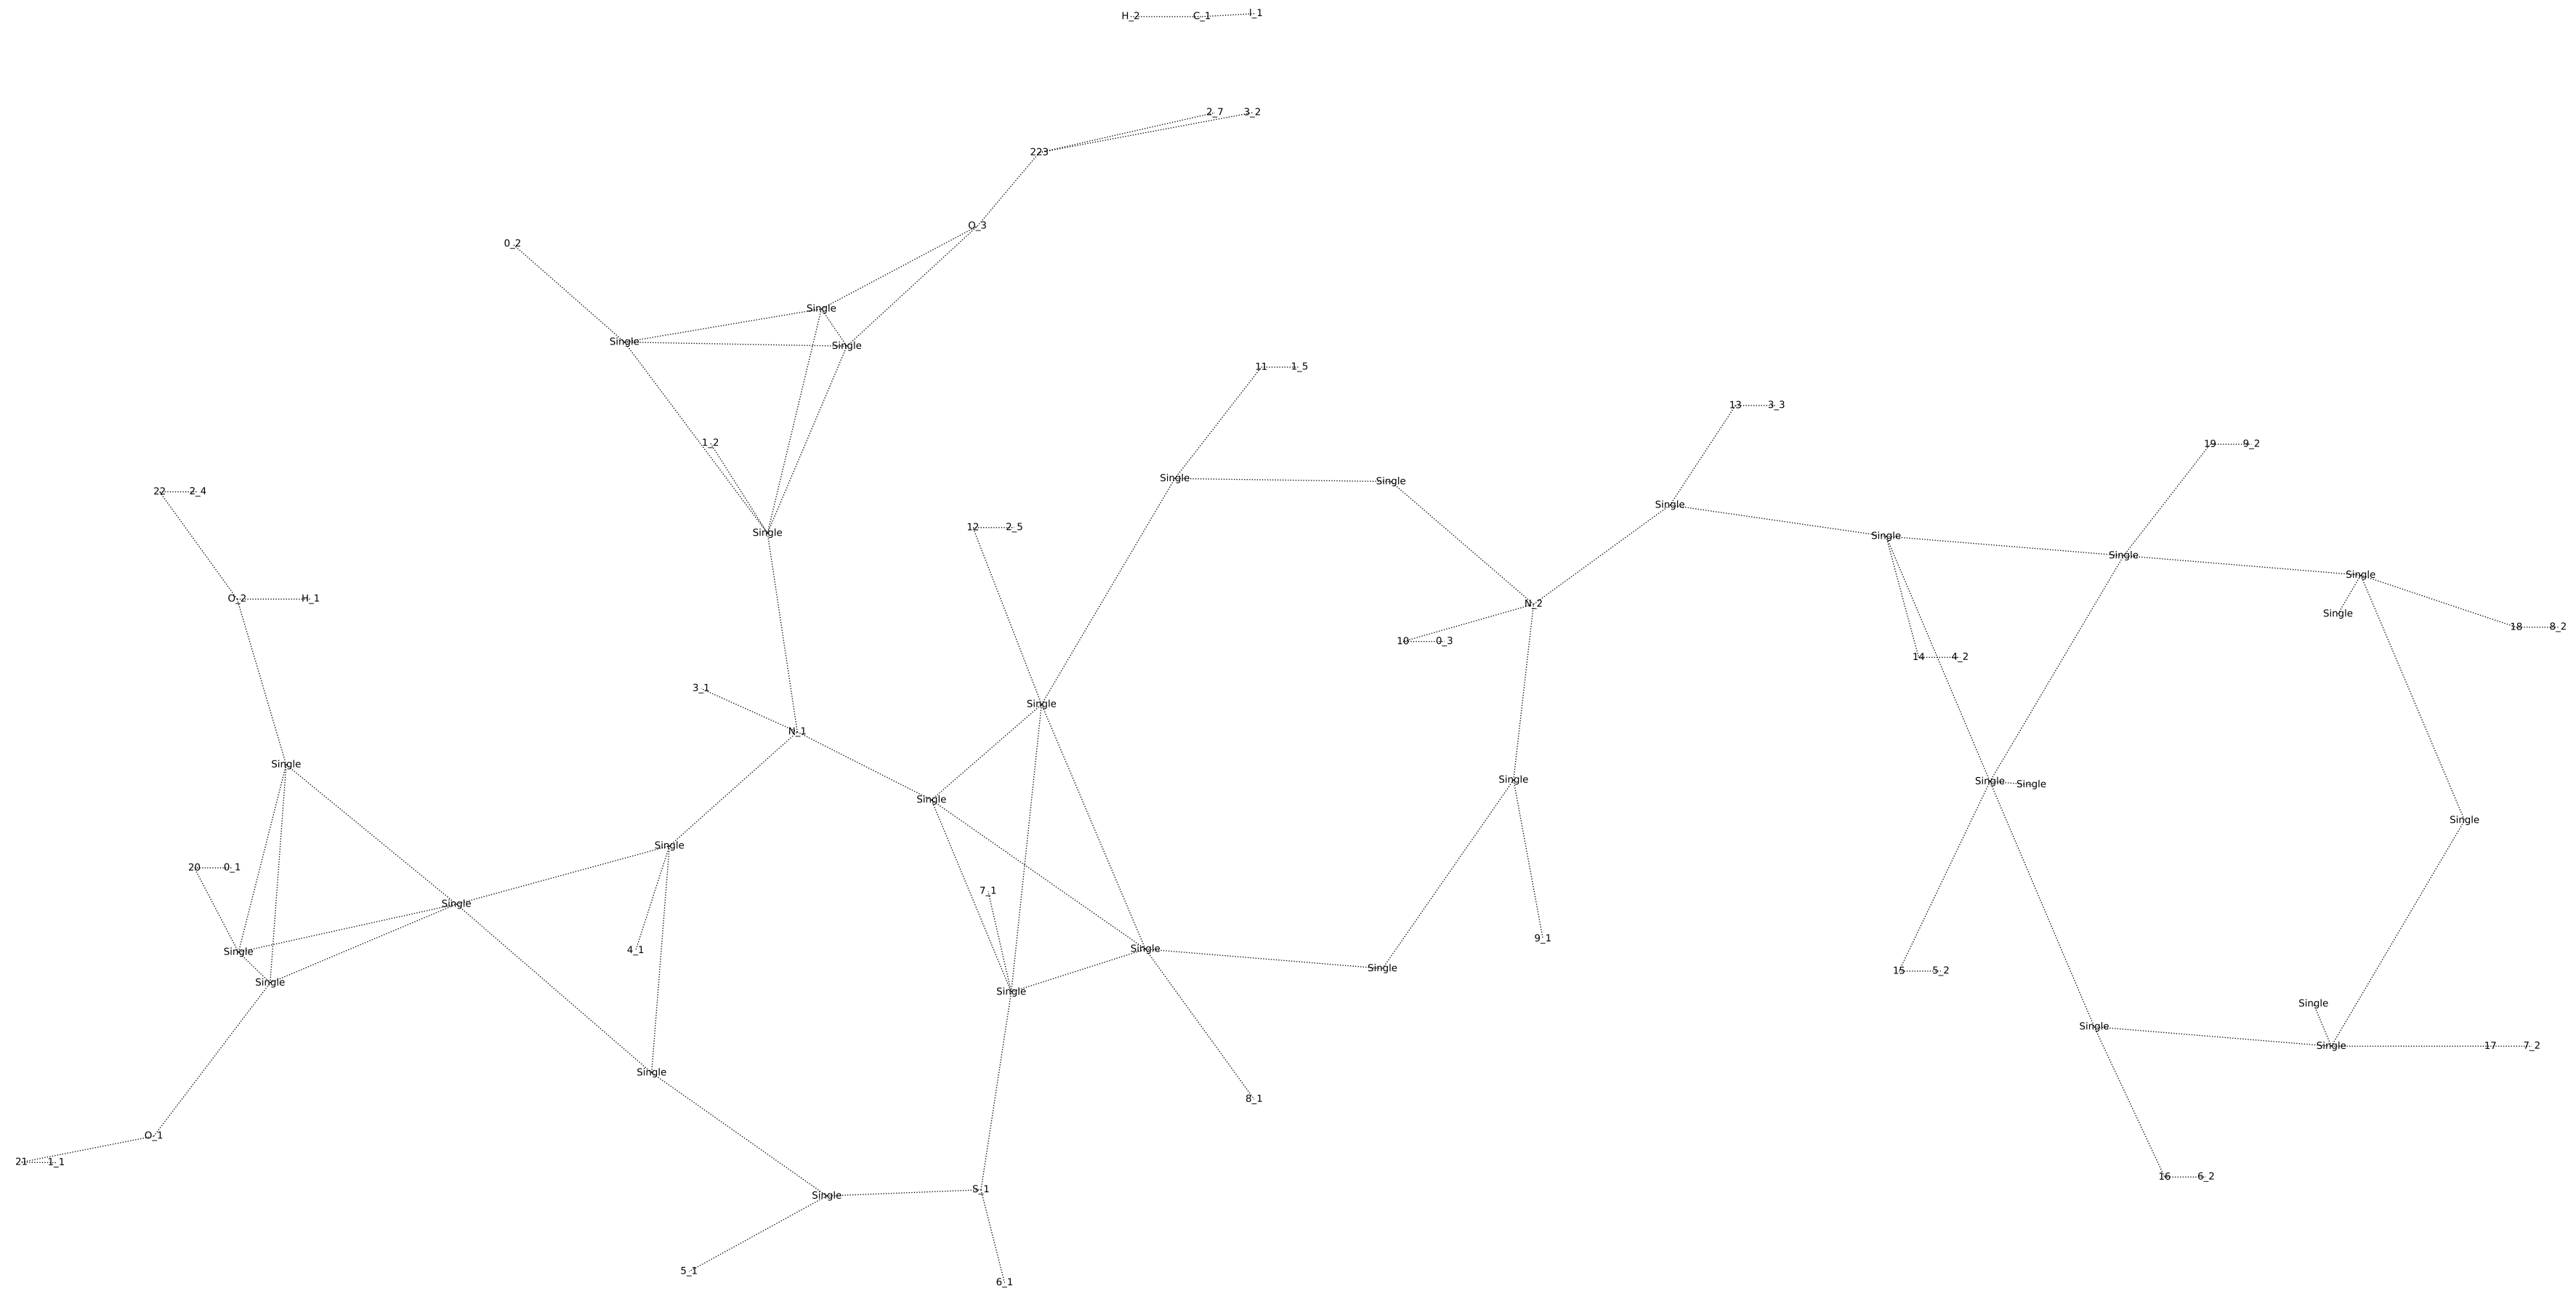 H_2 C_1 I_1
2_7 3_2
223
O_3
0_2
Single
Single Single
11 1_5
13 3_3
1_2 19 9_2
Single Single
22 2_4
Single
12 2_5
Single
Single
Single
Single
O_2 H_1
N_2
Single
18 8_2
10 0_3
14 4_2
3_1
Single
N_1
Single
Single Single Single
Single
Single
Single
20 0_1
7_1
Single
9_1
4_1 Single
Single
Single
15 5_2
Single
Single
Single
Single
Single 17 7_2
Single
8_1
O_1
21 1_1
16 6_2
Single S_1
5_1
6_1